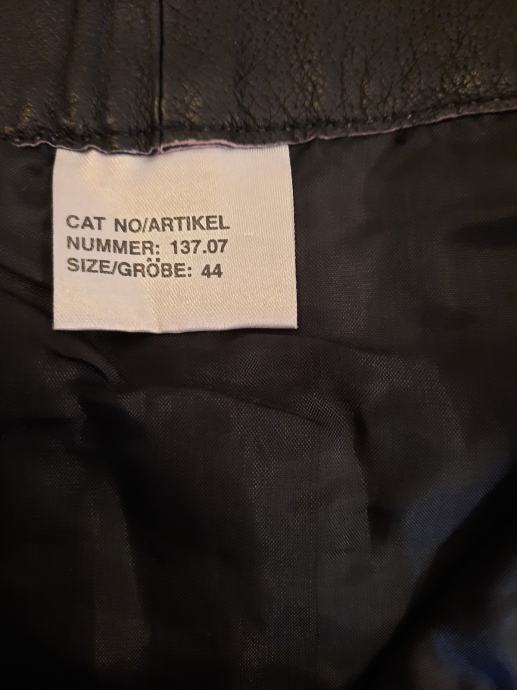 CAT NO/ARTIKEL
NUMMER: 137.07
SIZE/GRÖBE: 44